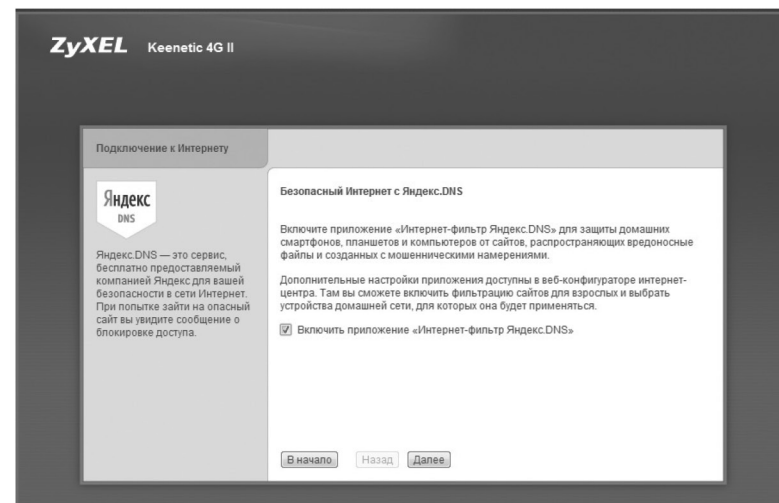 ZyXEL Keenetic 4G II
Подключение к Интернету
Яндекс
DNS
Яндекс.DNS — это сервис,
бесплатно предоставляемый
компанией Яндекс для вашей
безопасности в сети Интернет.
При попытке зайти на опасный
сайт вы увидите сообщение о
блокировке доступа.
Безопасный Интернет с Яндекс.DNS
Включите приложение «Интернет-фильтр Яндекс.DNS» для защиты домашних
смартфонов, планшетов и компьютеров от сайтов, распространяющих вредоносные
файлы и созданных с мошенническими намерениями.
Дополнительные настройки приложения доступны в веб-конфигураторе интернет-
центра. Там вы сможете включить фильтрацию сайтов для взрослых и выбрать
устройства домашней сети, для которых она будет применяться.
Включить приложение «Интернет-фильтр Яндекс.DNS»
В начало Назад Далее